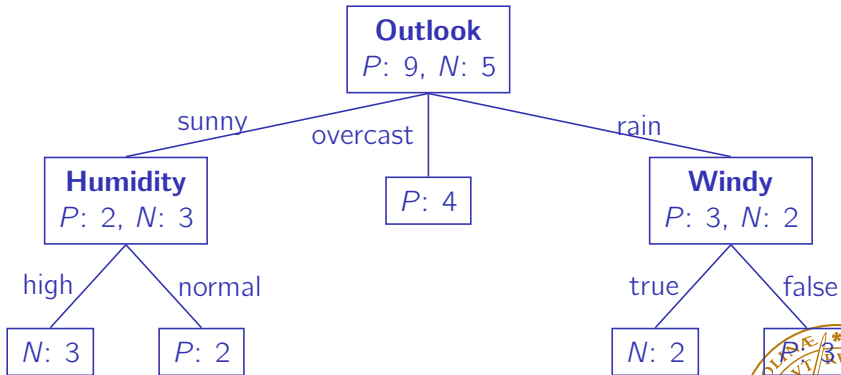 Outlook
P: 9, N: 5
sunny
overcast
rain
Humidity
P: 2, N: 3
P: 4
Windy
P: 3, N: 2
high
normal
true
false
N: 3
P: 2
N: 2
P: 3